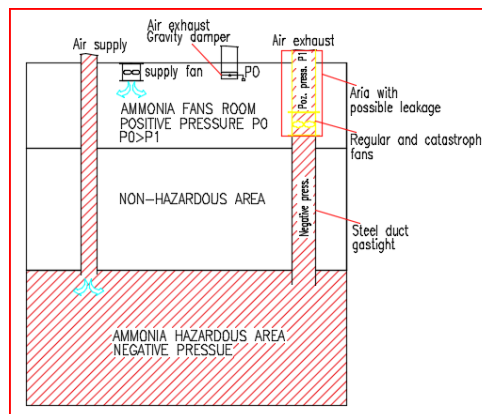 Air exhaust
Gravity damper
Air supply
Air exhaust
supply fan
P0
Poz. press. P1
Aria with
possible leakage
AMMONIA FANS ROOM
POSITIVE PRESSURE P0
P0>P1
Regular and catastroph
fans
NON-HAZARDOUS AREA
Negative press.
Steel duct
gastight
AMMONIA HAZARDOUS AREA
NEGATIVE PRESSUE